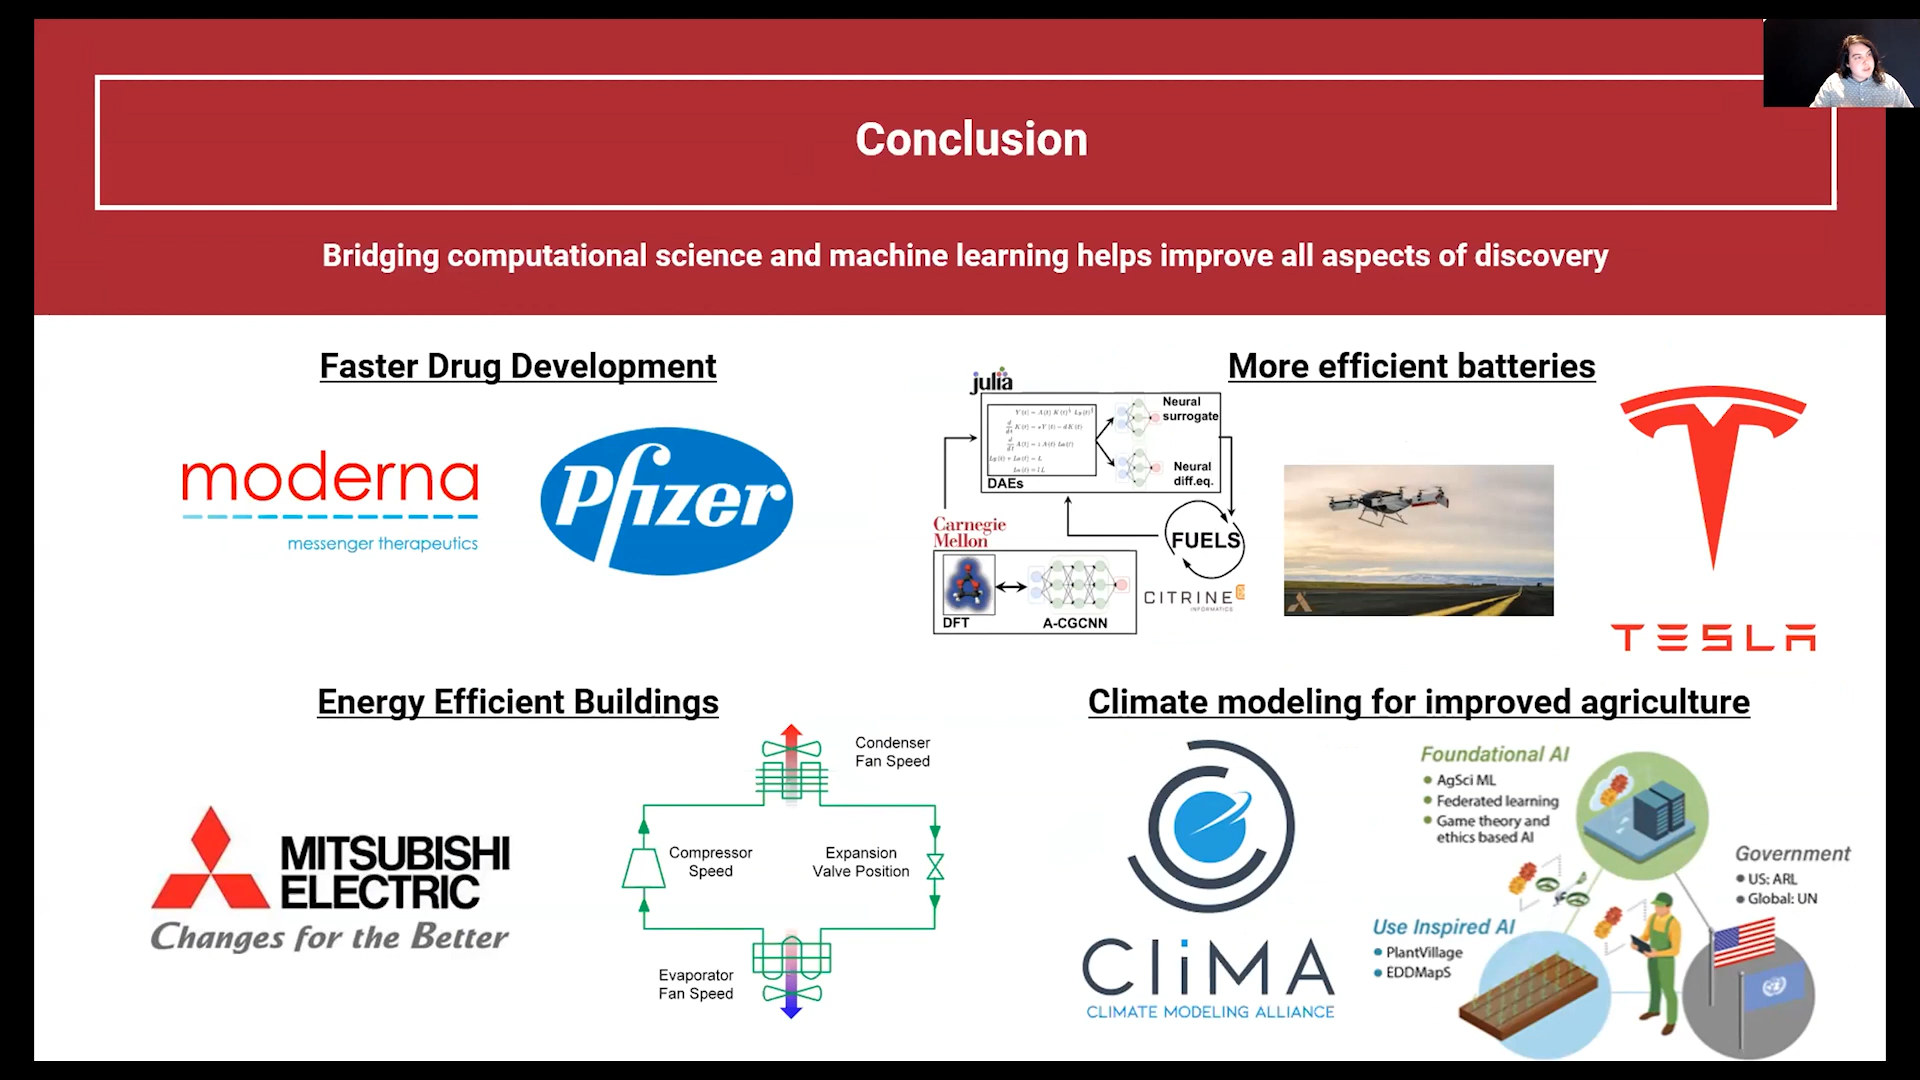 Conclusion
Bridging computational science and machine learning helps improve all aspects of discovery
Faster Drug Development
moderna
messenger therapeutics
Pfizer
More efficient batteries
julia
Neural
surrogate
Neural
diff.eq.
DAEs
Carnegie
Mellon
FUELS
CITRINE
INFORMATICS
DFT
A-CGCNN
TESLA
Energy Efficient Buildings
MITSUBISHI
ELECTRIC
Changes for the Better
Condenser
Fan Speed
Compressor
Speed
Expansion
Valve Position
Evaporator
Fan Speed
Climate modeling for improved agriculture
CliMA
CLIMATE MODELING ALLIANCE
Foundational AI
AgSci ML
Federated learning
Game theory and
ethics based AI
Government
US: ARL
Global: UN
Use Inspired AI
PlantVillage
EDDMapS